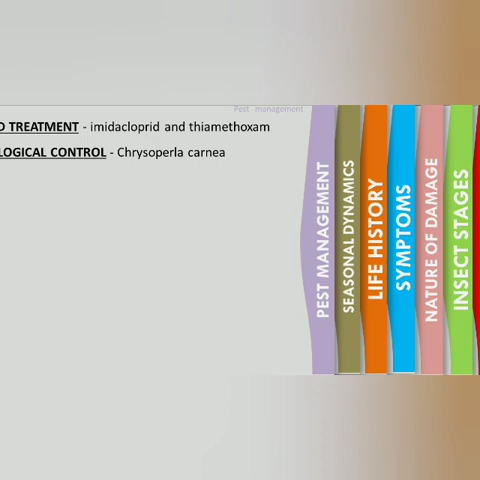 Pest management
D TREATMENT - imidacloprid and thiamethoxam
LOGICAL CONTROL - Chrysoperla carnea
PEST MANAGEMENT
SEASONAL DYNAMICS
LIFE HISTORY
SYMPTOMS
NATURE OF DAMAGE
INSECT STAGES